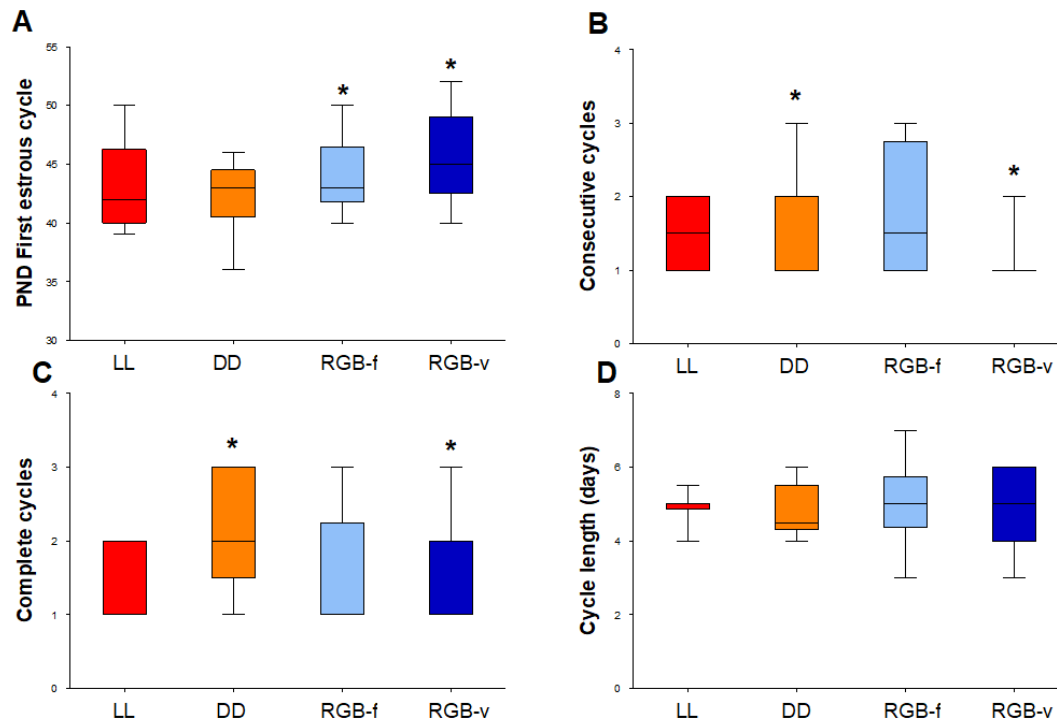 A
PND First estrous cycle
55
50
45
40
35
30
*
*
LL DD RGB-f RGB-v
B
Consecutive cycles
4
3
2
1
0
*
*
LL DD RGB-f RGB-v
C
Complete cycles
4
3
2
1
0
*
*
LL DD RGB-f RGB-v
D
Cycle length (days)
8
6
4
2
0
LL DD RGB-f RGB-v